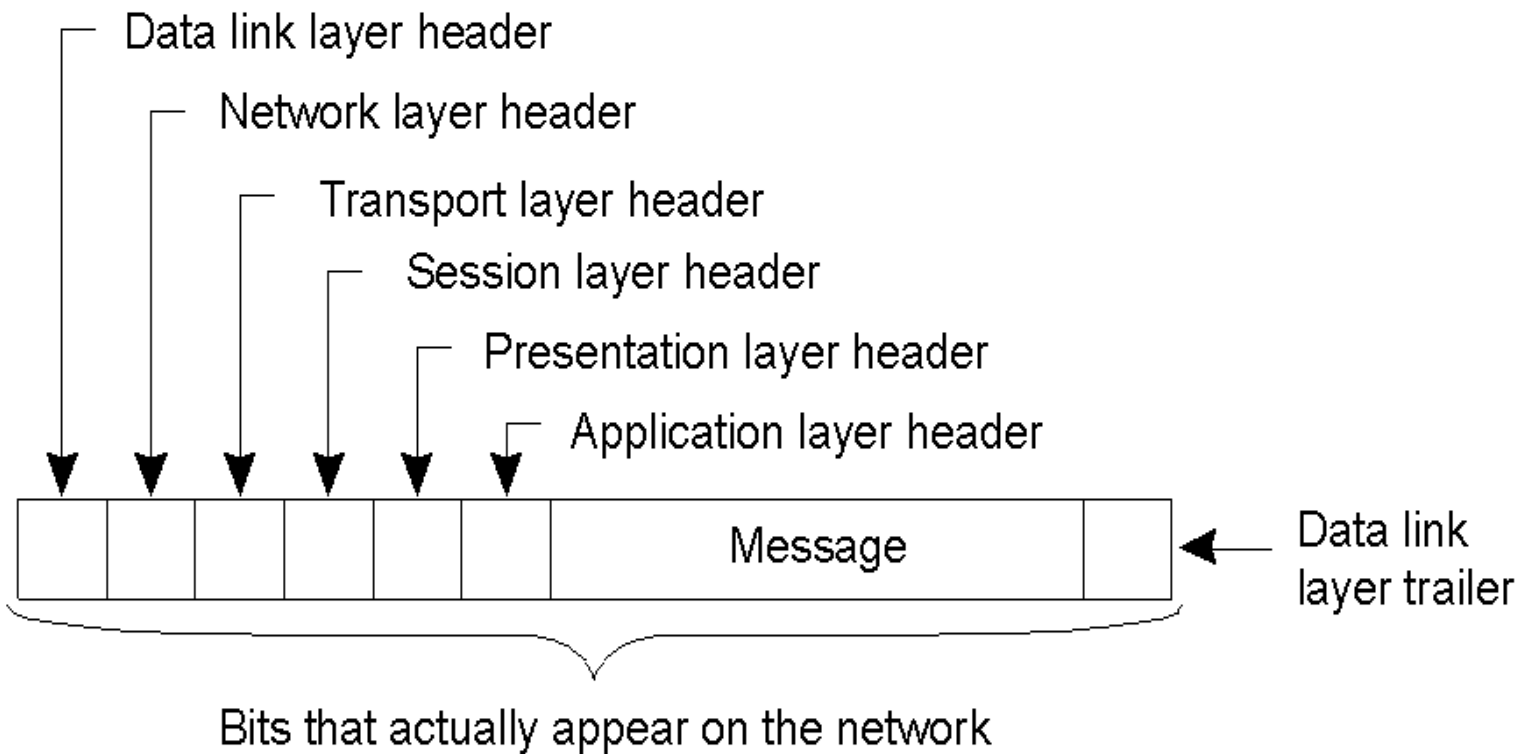 Data link layer header
Network layer header
Transport layer header
Session layer header
Presentation layer header
Application layer header
Message
Data link
layer trailer
Bits that actually appear on the network